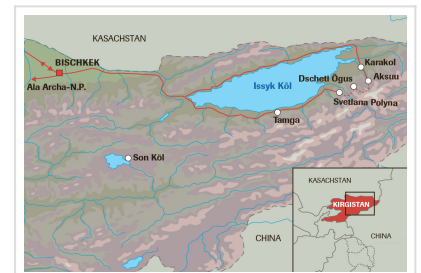 KASACHSTAN
BISCHKEK
Ala Archa-N.P.
Karakol
Dscheti Ögus
Aksuu
Issyk Köl
Svetlana Polyna
Tamga
Son Köl
KASACHSTAN
KIRGISTAN
CHINA
CHINA